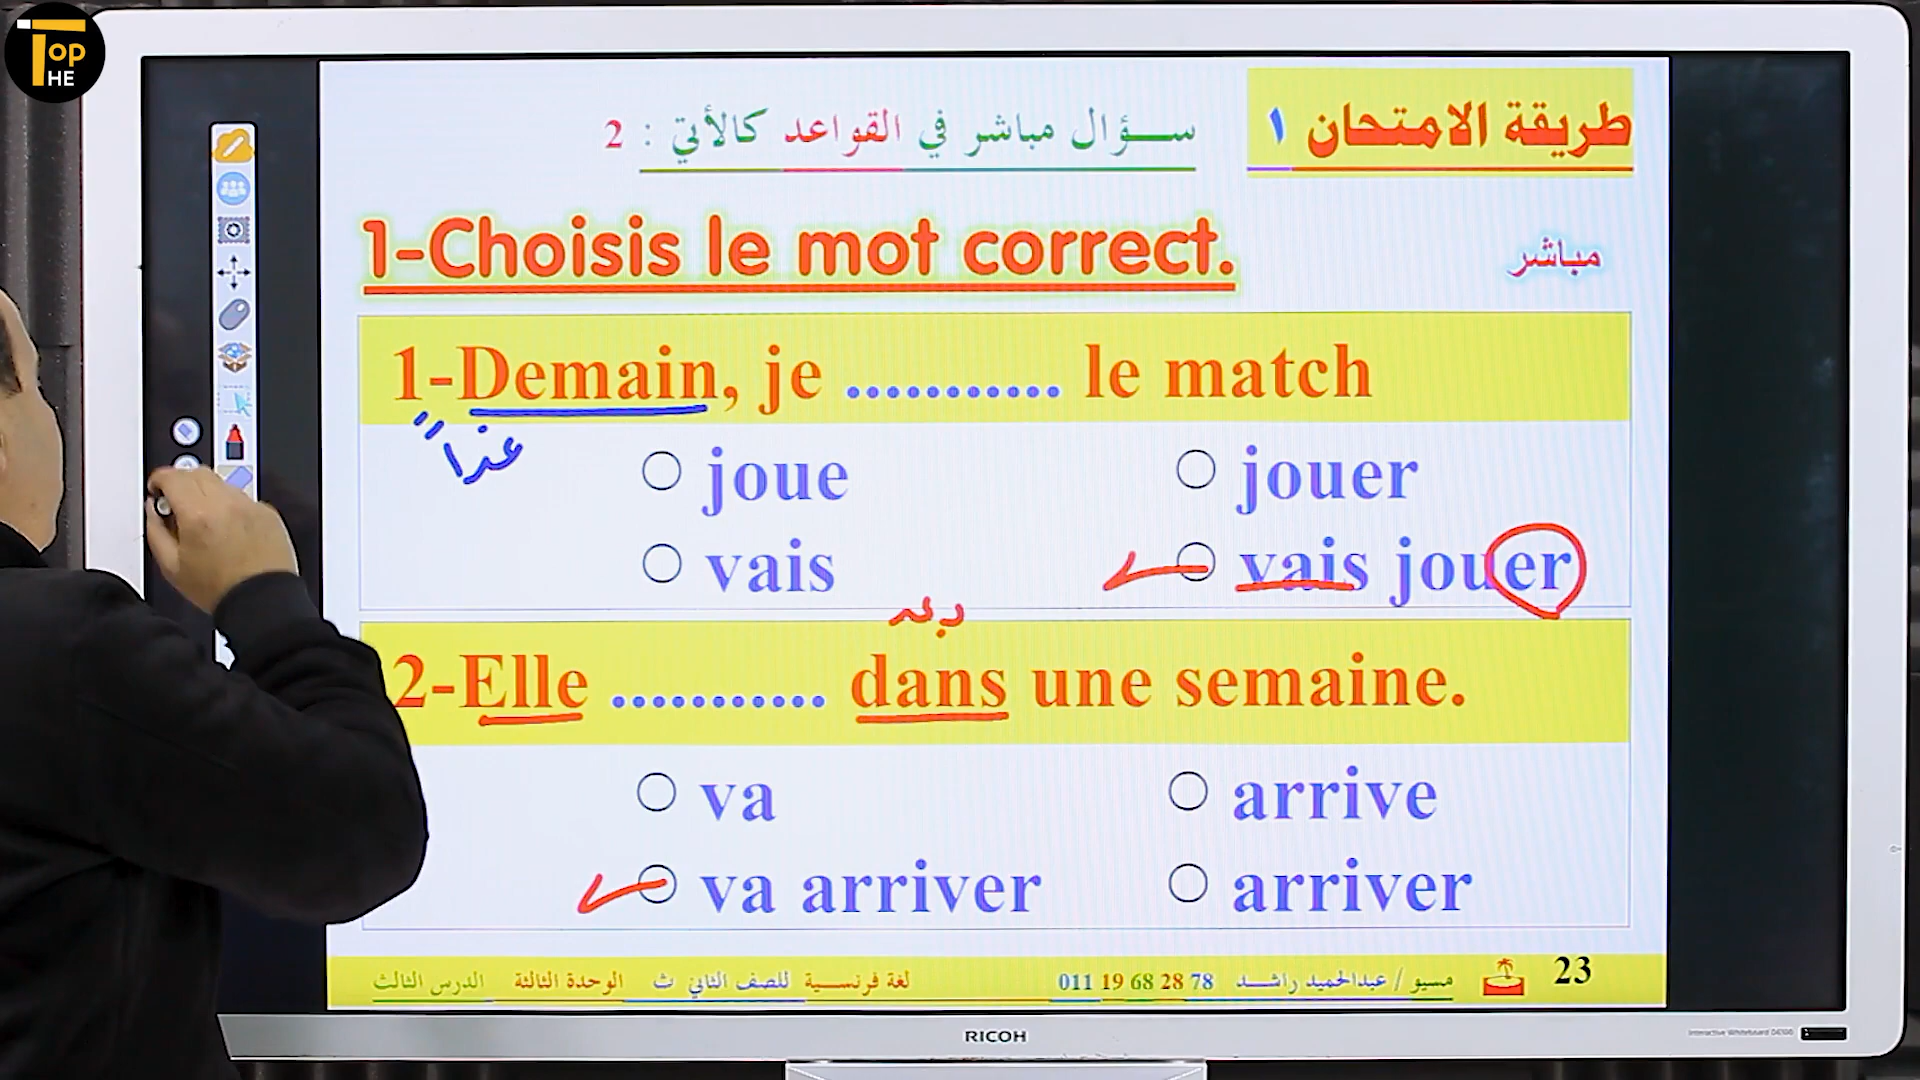 TOP
THE
طريقة الامتحان ١
سؤال مباشر في القواعد كالأتي : 2
1-Choisis le mot correct.
مباشر
1-Demain, je ........... le match
غداً
joue
jouer
vais
vais jouer
بعد
2-Elle ........... dans une semaine.
va
arrive
va arriver
arriver
23
مسيو / عبدالحميد راشد 011 19 68 28 78
لغة فرنسية للصف الثاني ث الوحدة الثالثة الدرس الثالث
RICOH